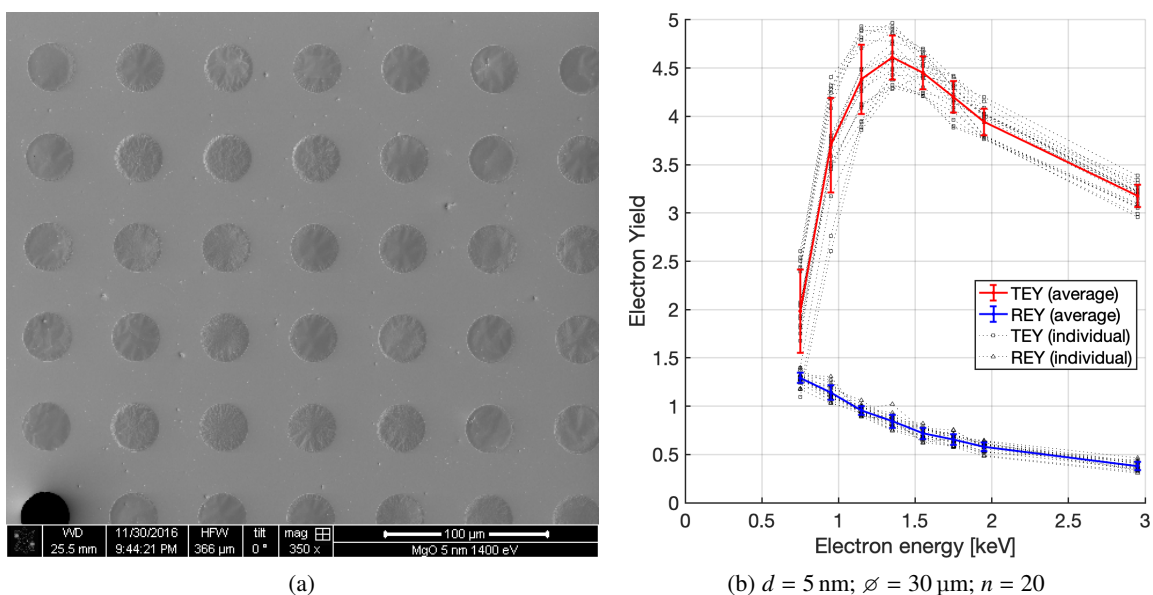 WD
25.5 mm
11/30/2016
9:44:21 PM
HFW
366 µm
tilt
0 °
mag
350 x
100 µm
MgO 5 nm 1400 eV
(a)
Electron Yield
5
4.5
4
3.5
3
2.5
2
1.5
1
0.5
0
TEY (average)
REY (average)
TEY (individual)
REY (individual)
0 0.5 1 1.5 2 2.5 3
Electron energy [keV]
(b) d = 5 nm; ⌀ = 30 µm; n = 20